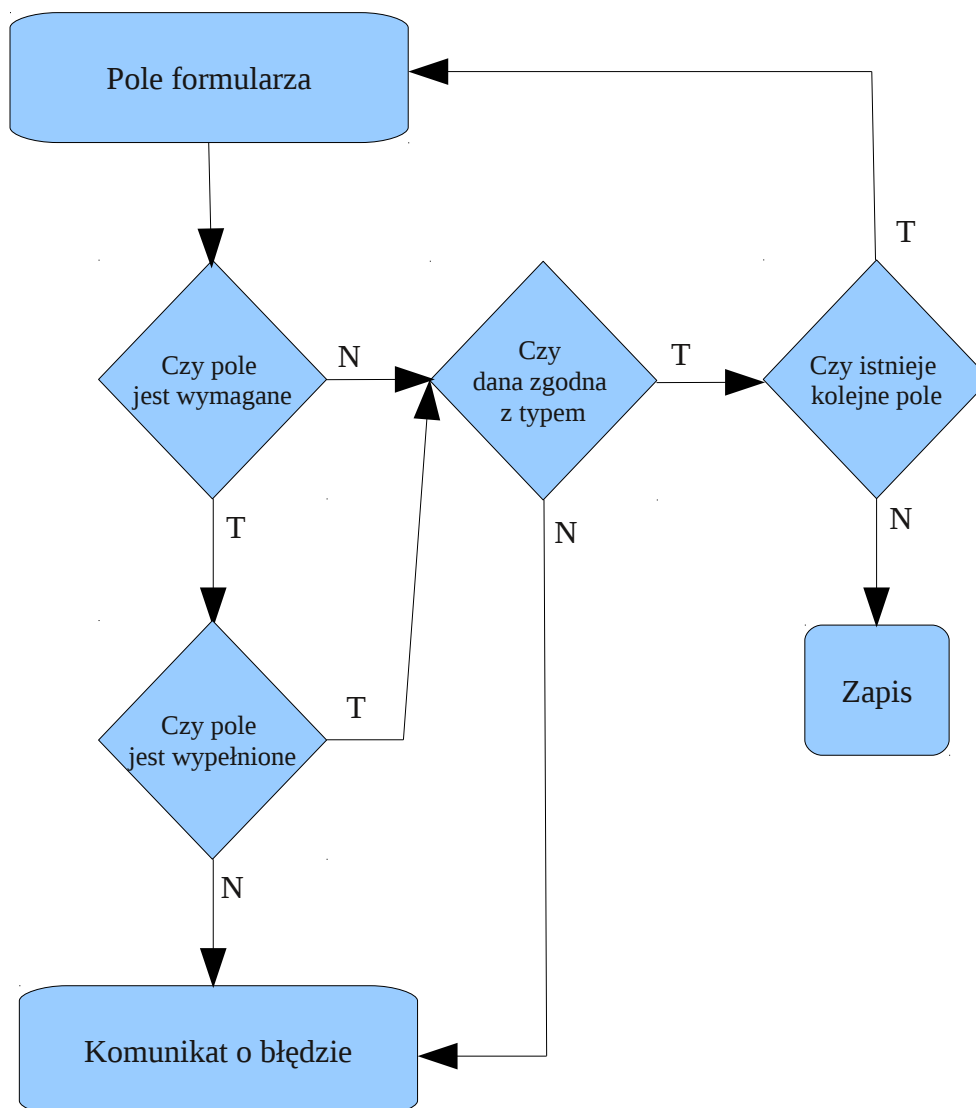 Pole formularza
T
Czy pole
jest wymagane
N
Czy
dana zgodna
z typem
T
Czy istnieje
kolejne pole
T
N
N
Czy pole
jest wypełnione
T
Zapis
N
Komunikat o błędzie